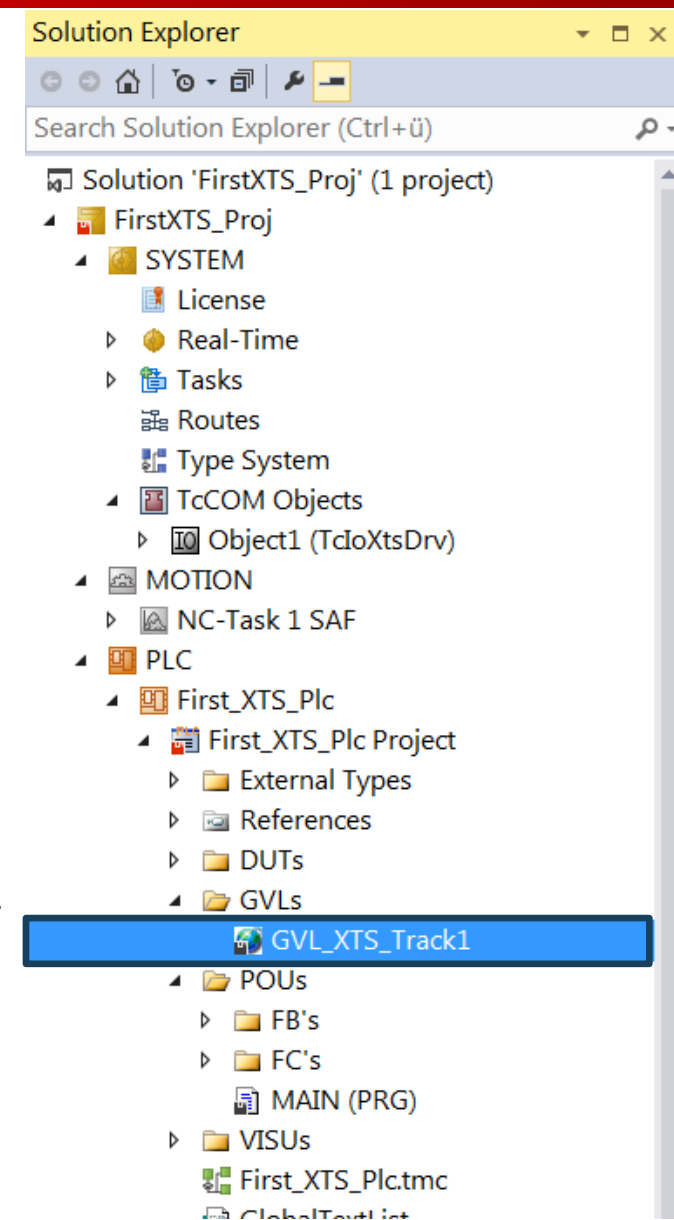 Solution Explorer
Search Solution Explorer (Ctrl+ü)
Solution 'FirstXTS_Proj' (1 project)
FirstXTS_Proj
SYSTEM
License
Real-Time
Tasks
Routes
Type System
TcCOM Objects
IO Object1 (TcIoXtsDrv)
MOTION
NC-Task 1 SAF
PLC
First_XTS_Plc
First_XTS_Plc Project
External Types
References
DUTs
GVLs
GVL_XTS_Track1
POUs
FB's
FC's
MAIN (PRG)
VISUs
First_XTS_Plc.tmc
GlobalTextList